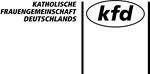 KATHOLISCHE
FRAUENGEMEINSCHAFT
DEUTSCHLANDS
kfd